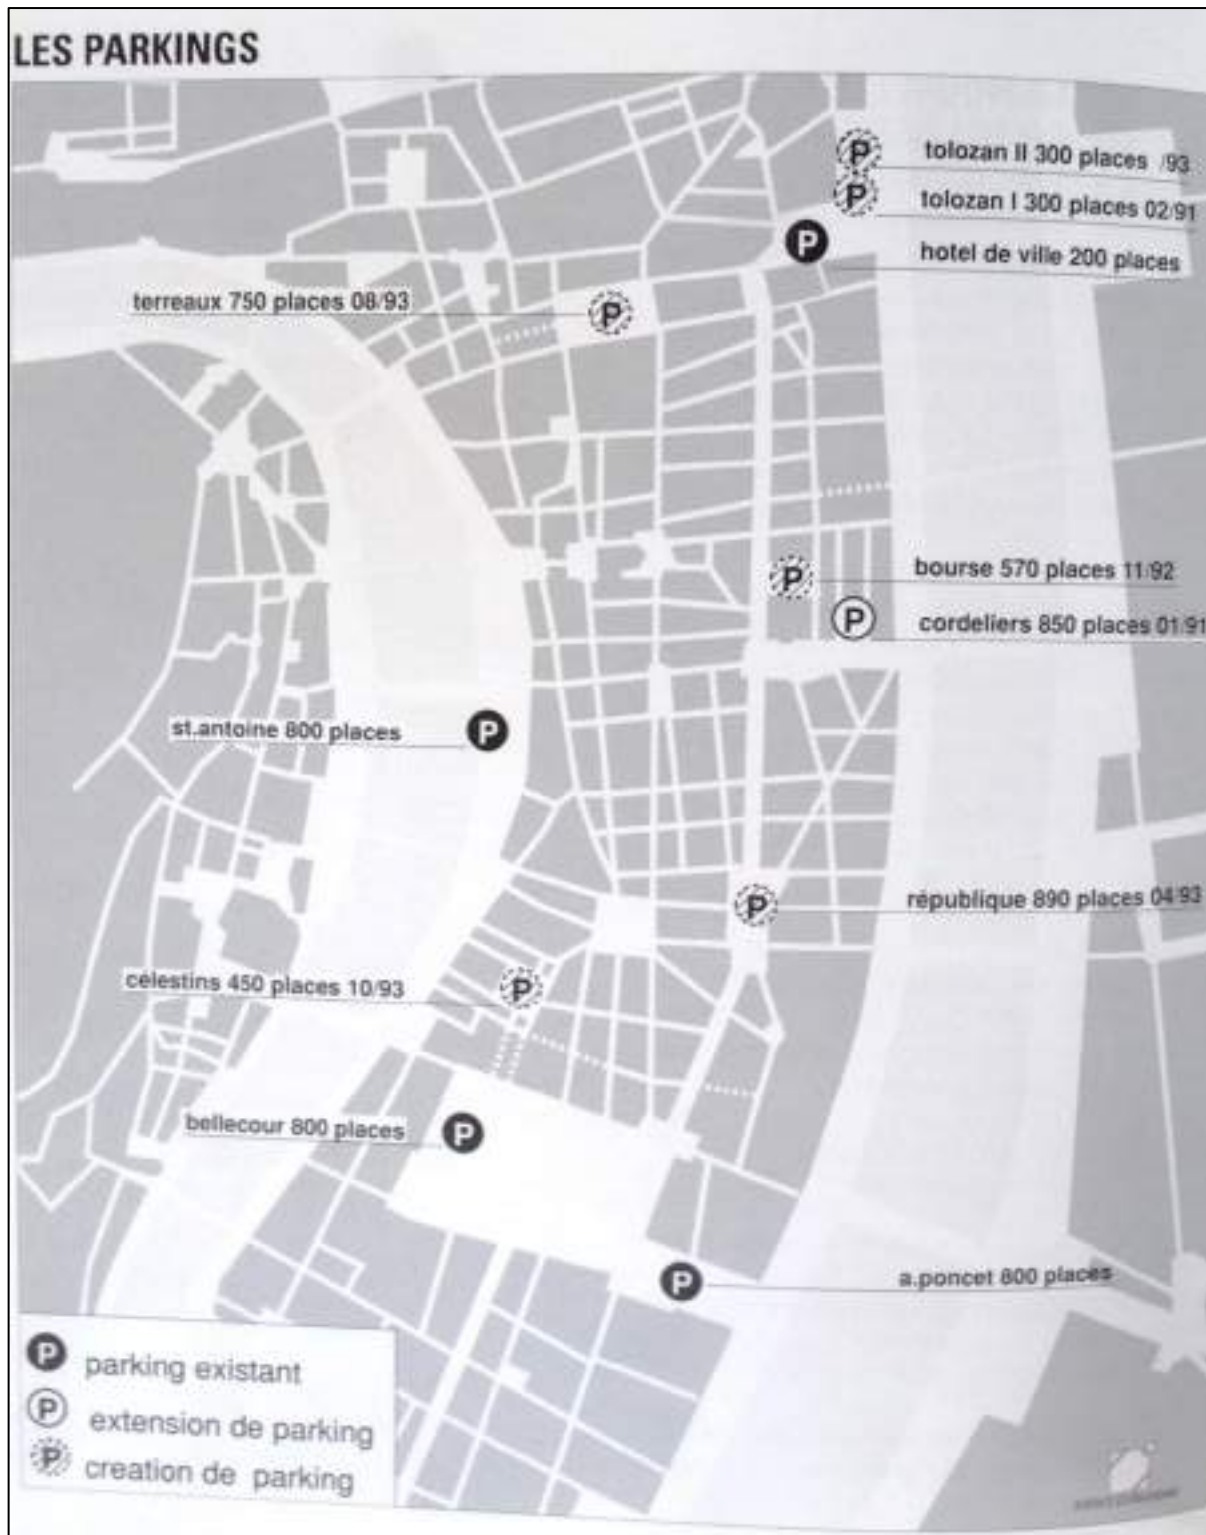 LES PARKINGS
tolozan II 300 places /93
tolozan I 300 places 02/91
hotel de ville 200 places
terreaux 750 places 08/93
bourse 570 places 11/92
cordeliers 850 places 01/91
st.antoine 800 places
république 890 places 04/93
célestins 450 places 10/93
bellecour 800 places
a.poncet 800 places
P parking existant
P extension de parking
P creation de parking